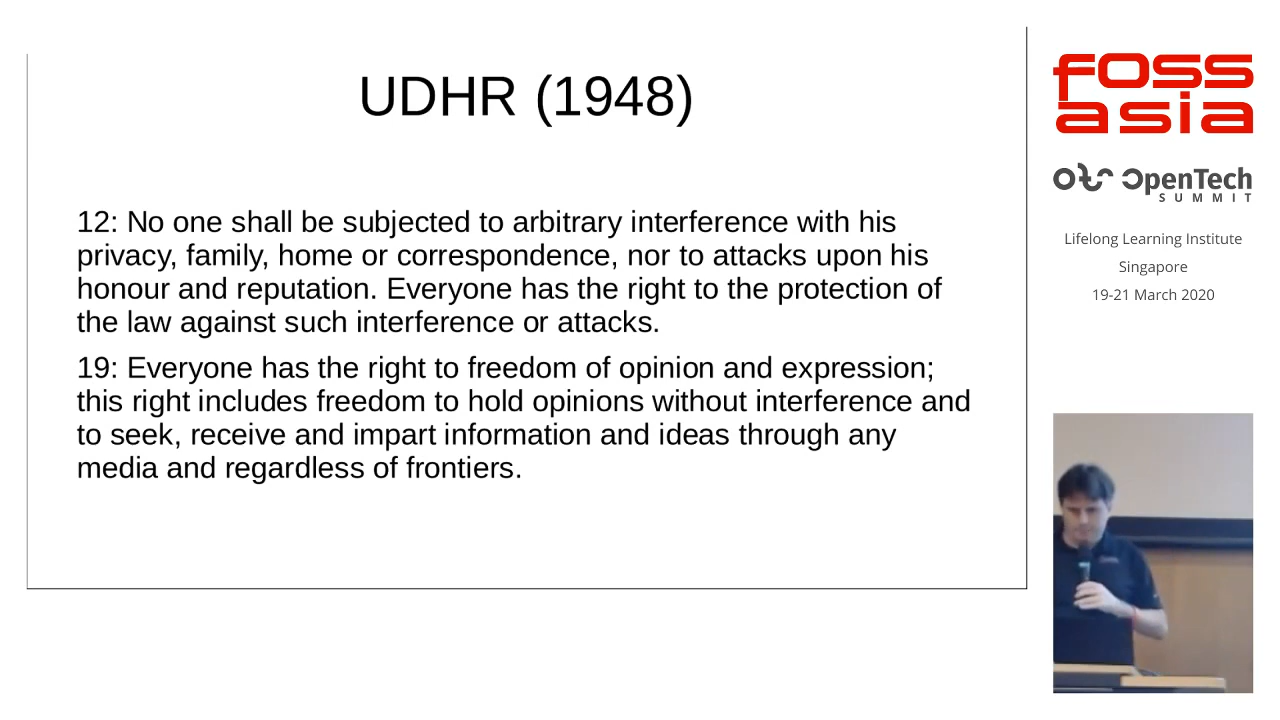 UDHR (1948)
12: No one shall be subjected to arbitrary interference with his
privacy, family, home or correspondence, nor to attacks upon his
honour and reputation. Everyone has the right to the protection of
the law against such interference or attacks.
19: Everyone has the right to freedom of opinion and expression;
this right includes freedom to hold opinions without interference and
to seek, receive and impart information and ideas through any
media and regardless of frontiers.
foss
asia
OpenTech
SUMMIT
Lifelong Learning Institute
Singapore
19-21 March 2020